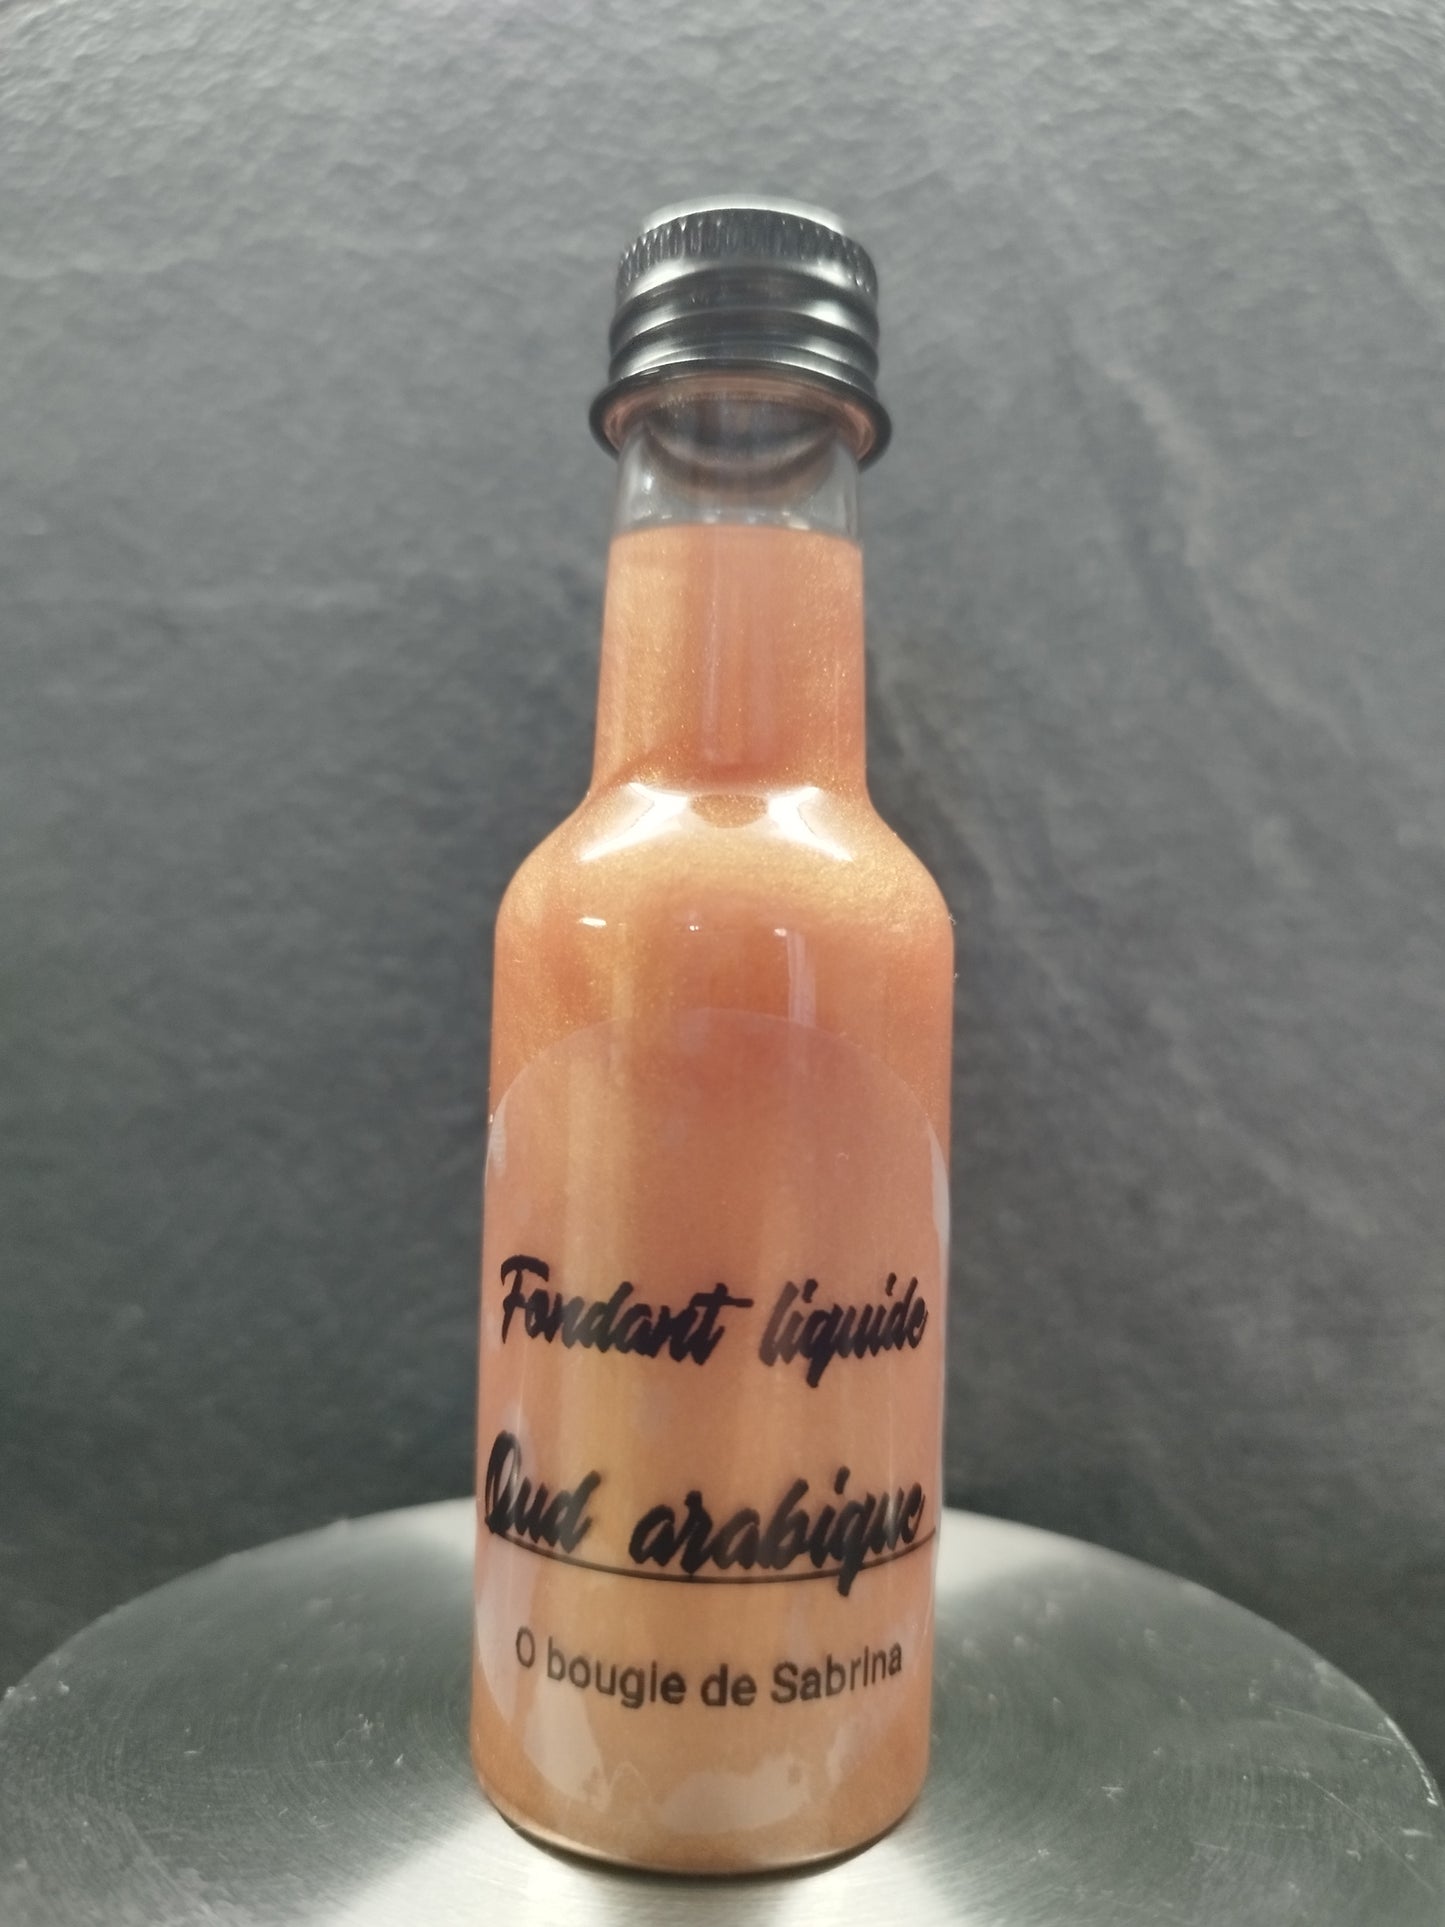 Fondant liquide
Oud arabique
O bougie de Sabrina